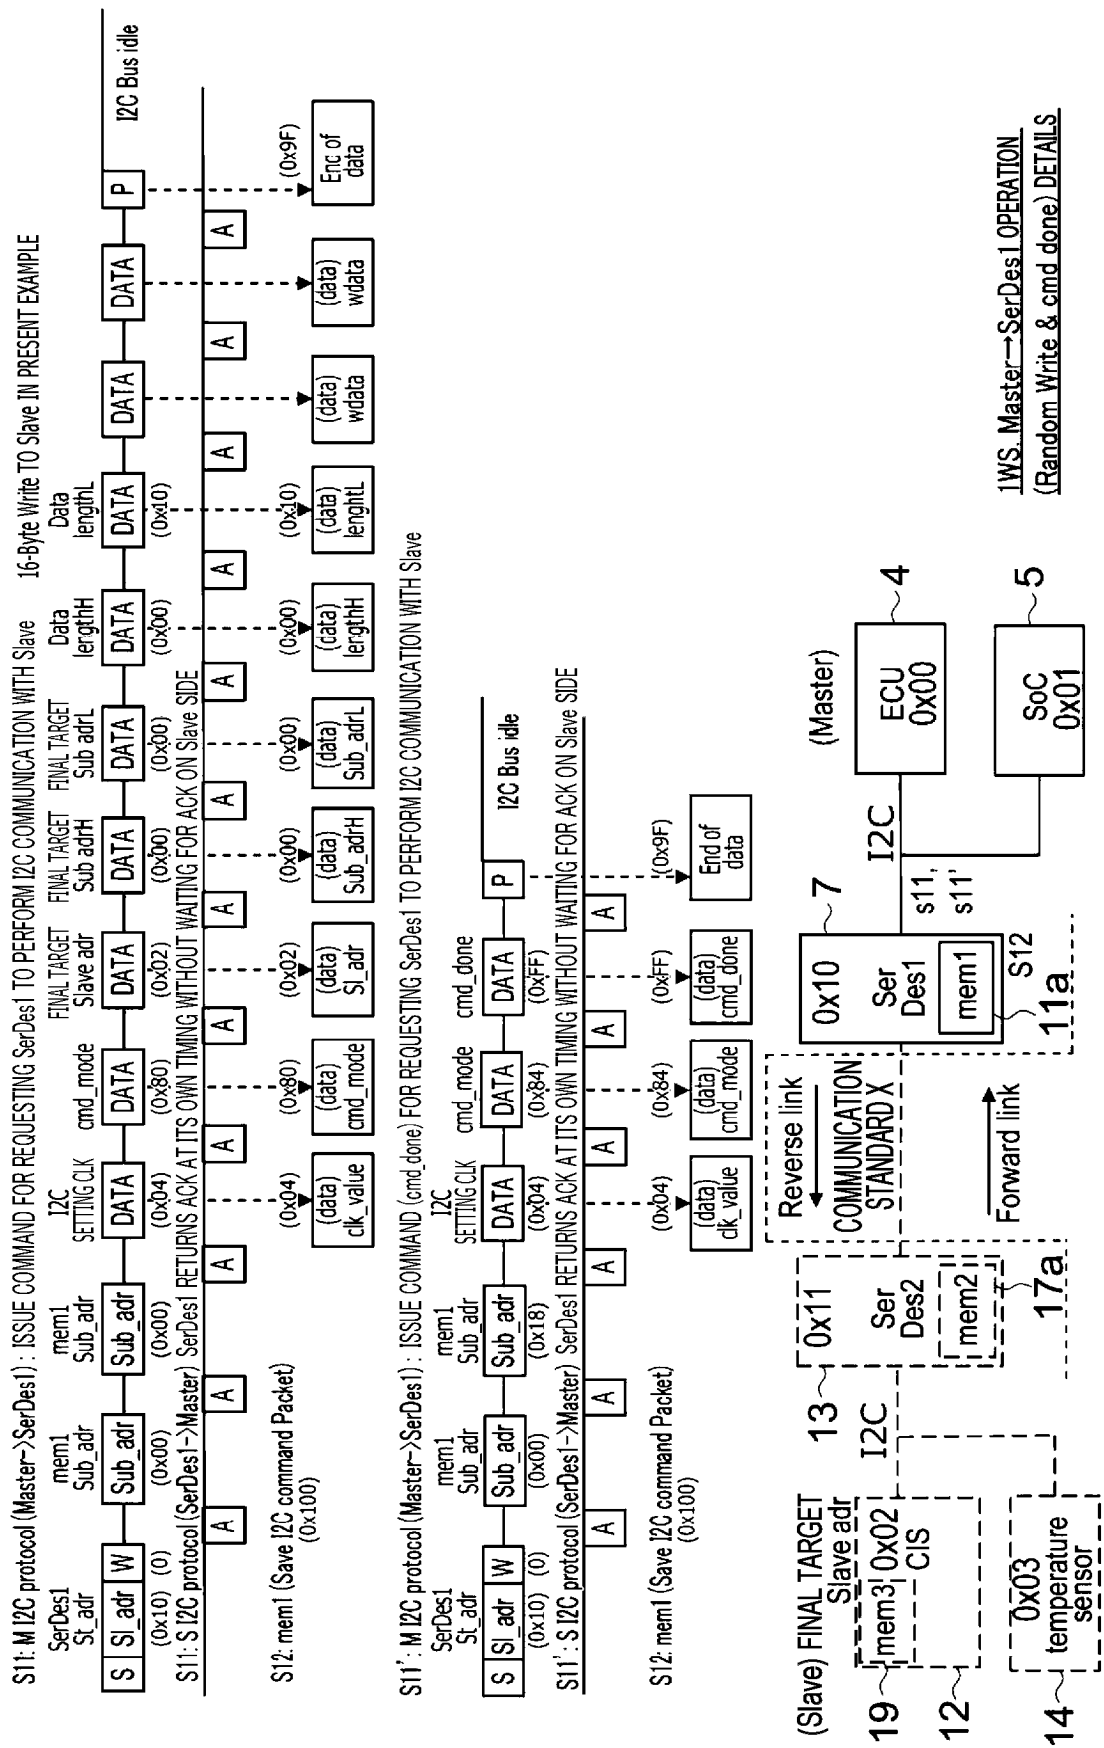 S11: M I2C protocol (Master->SerDes1) : ISSUE COMMAND FOR REQUESTING SerDes1 TO PERFORM I2C COMMUNICATION WITH Slave
16-Byte Write TO Slave IN PRESENT EXAMPLE
SerDes1
St_adr
mem1
Sub_adr
mem1
Sub_adr
I2C
SETTING CLK
cmd_mode
FINAL TARGET
Slave adr
FINAL TARGET
Sub adrH
FINAL TARGET
Sub adrL
Data
lengthH
Data
lengthL
S Sl_adr W Sub_adr Sub_adr DATA DATA DATA DATA DATA DATA DATA DATA DATA P I2C Bus idle
(0x10) (0) (0x00) (0x00) (0x04) (0x80) (0x02) (0x00) (0x00) (0x00) (0x10)
S11: S I2C protocol (SerDes1->Master) SerDes1 RETURNS ACK AT ITS OWN TIMING WITHOUT WAITING FOR ACK ON Slave SIDE
A A A A A A A A A A A A
S12: mem1 (Save I2C command Packet)
(0x100)
(0x04) (0x80) (0x02) (0x00) (0x00) (0x00) (0x10) (0x9F)
(data)
clk_value
(data)
cmd_mode
(data)
Sl_adr
(data)
Sub_adrH
(data)
Sub_adrL
(data)
lengthH
(data)
lenghtL
(data)
wdata
(data)
wdata
End of
data
S11': M I2C protocol (Master->SerDes1) : ISSUE COMMAND (cmd_done) FOR REQUESTING SerDes1 TO PERFORM I2C COMMUNICATION WITH Slave
SerDes1
St_adr
mem1
Sub_adr
mem1
Sub_adr
I2C
SETTING CLK
cmd_mode
cmd_done
S Sl_adr W Sub_adr Sub_adr DATA DATA DATA P I2C Bus idle
(0x10) (0) (0x00) (0x18) (0x04) (0x84) (0xFF)
S11': S I2C protocol (SerDes1->Master) SerDes1 RETURNS ACK AT ITS OWN TIMING WITHOUT WAITING FOR ACK ON Slave SIDE
A A A A A A
S12: mem1 (Save I2C command Packet)
(0x100)
(0x04) (0x84) (0xFF) (0x9F)
(data)
clk_value
(data)
cmd_mode
(data)
cmd_done
End of
data
(Slave) FINAL TARGET
Slave adr
19
mem3 0x02
CIS
12
0x03
temperature
sensor
14
I2C
13
0x11
Ser
Des2
mem2
17a
Reverse link
COMMUNICATION
STANDARD X
Forward link
7
0x10
Ser
Des1
mem1
S12
11a
s11,
s11'
I2C
(Master)
ECU
0x00
4
SoC
0x01
5
1WS. Master→SerDes1 OPERATION
(Random Write & cmd done) DETAILS